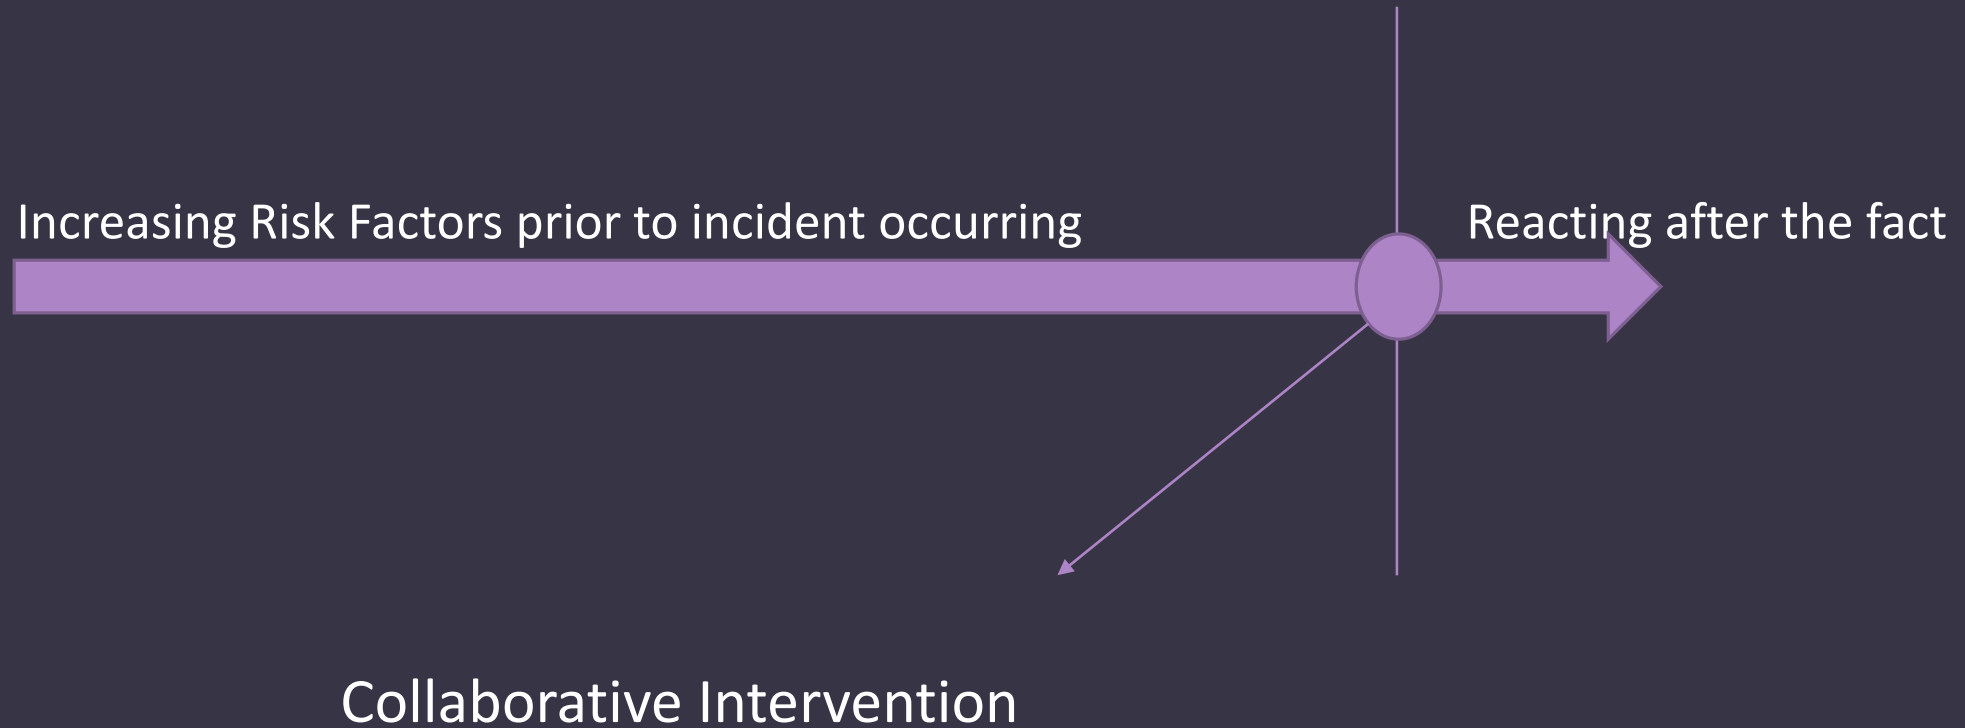 Increasing Risk Factors prior to incident occurring
Reacting after the fact
Collaborative Intervention